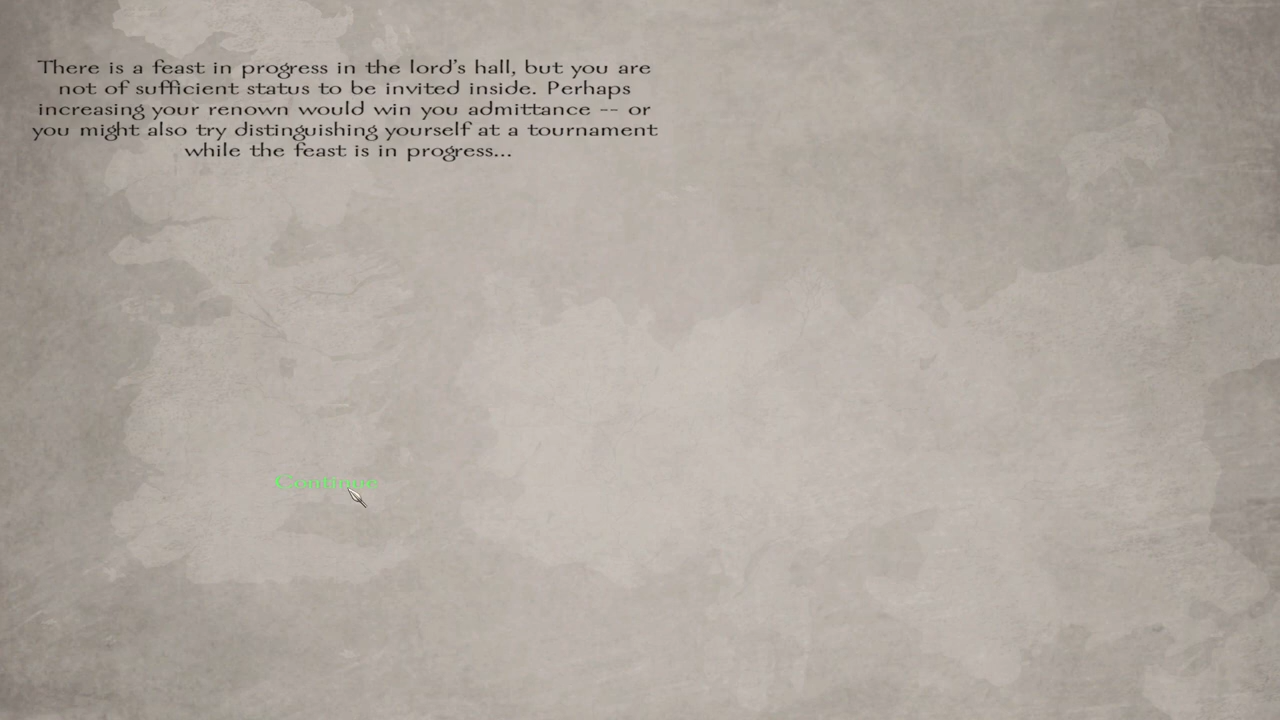 There is a feast in progress in the lord's hall, but you are
not of sufficient status to be invited inside. Perhaps
increasing your renown would win you admittance -- or
you might also try distinguishing yourself at a tournament
while the feast is in progress...
Continue